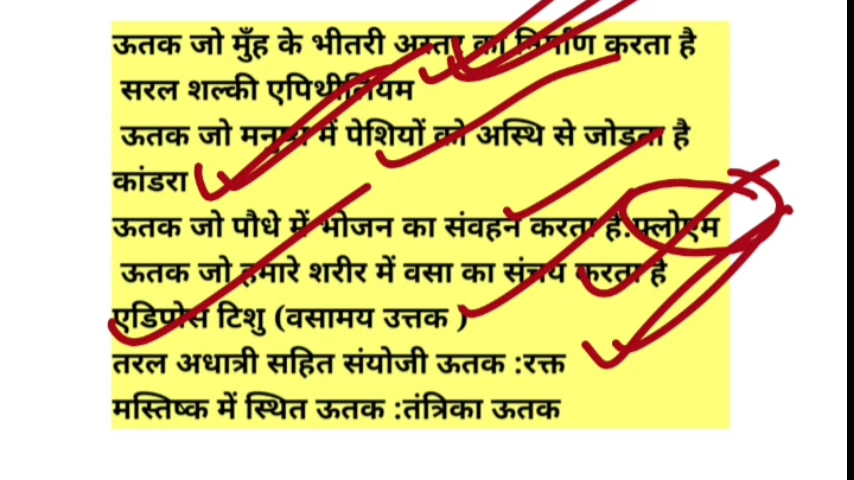 ऊतक जो मुँह के भीतरी अस्तर का निर्माण करता है
सरल शल्की एपिथीलियम
ऊतक जो मनुष्य में पेशियों को अस्थि से जोड़ता है
कांडरा
ऊतक जो पौधे में भोजन का संवहन करता है:फ्लोएम
ऊतक जो हमारे शरीर में वसा का संचय करता है
एडिपोस टिशु (वसामय उत्तक )
तरल अधात्री सहित संयोजी ऊतक :रक्त
मस्तिष्क में स्थित ऊतक :तंत्रिका ऊतक